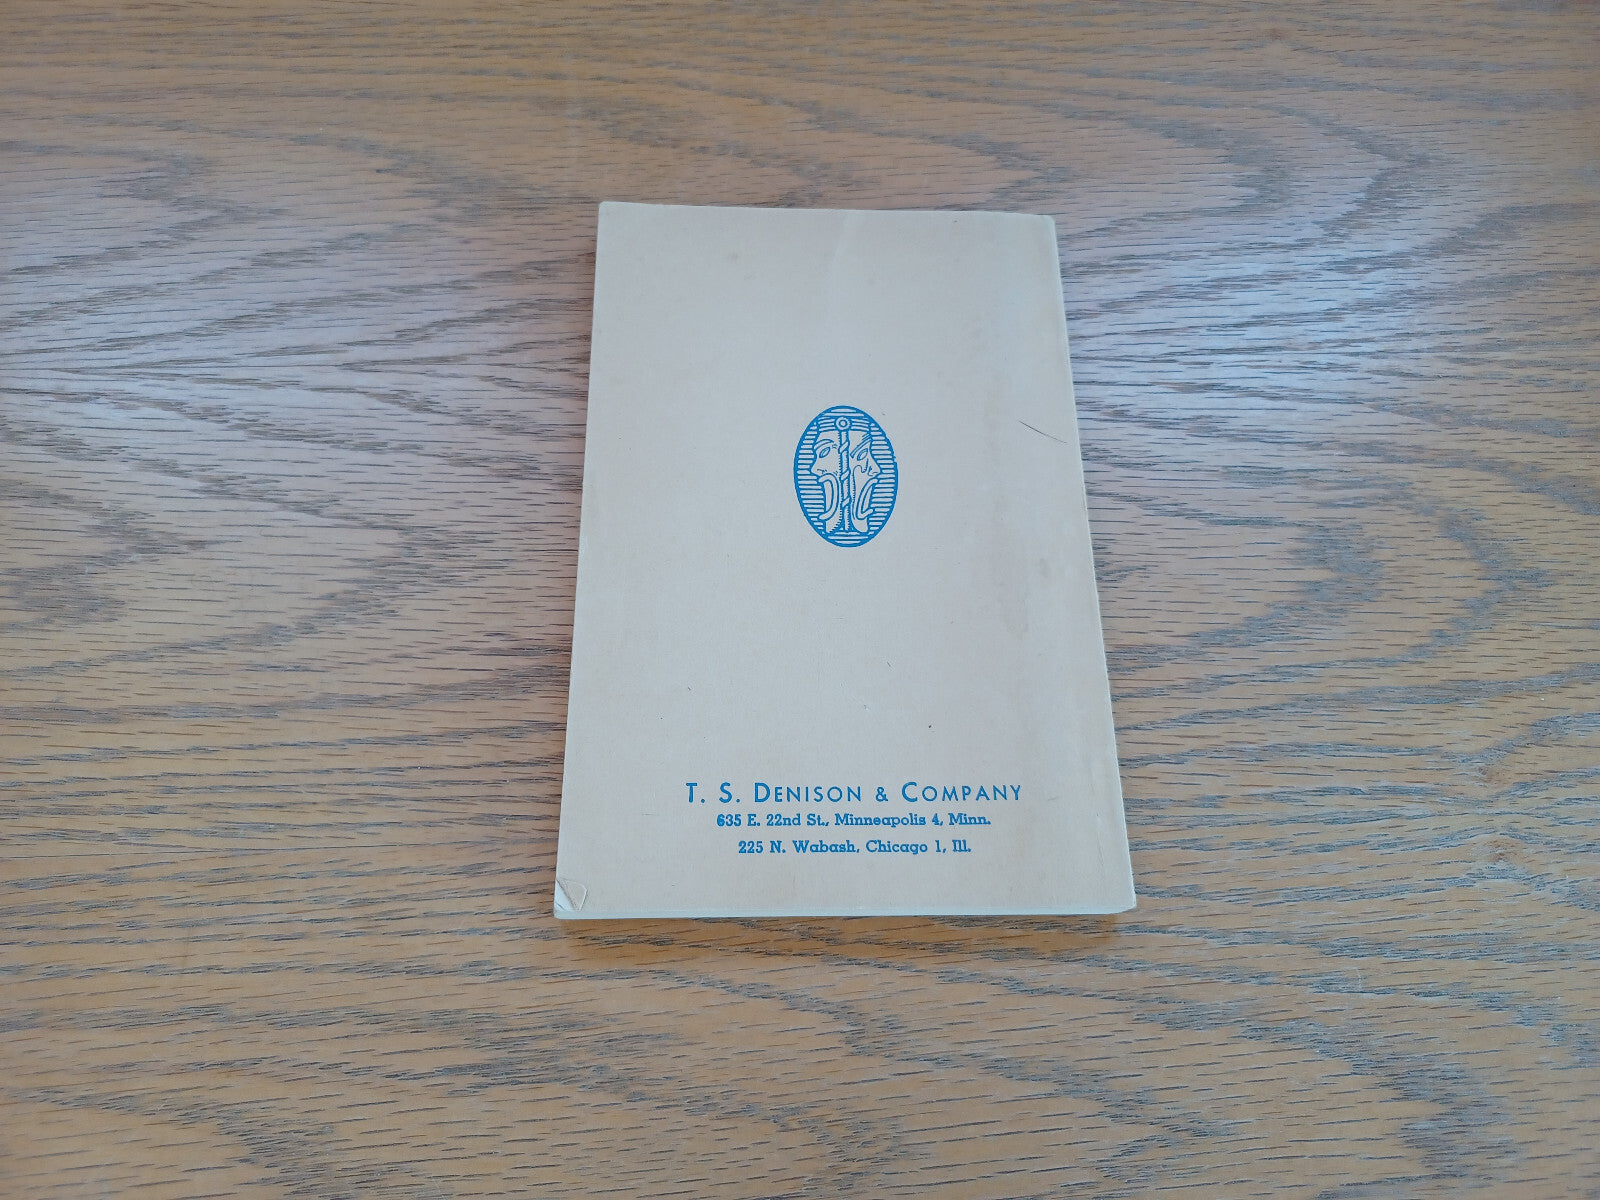 T. S. Denison & Company
635 E. 22nd St., Minneapolis 4, Minn.
225 N. Wabash, Chicago 1, Ill.